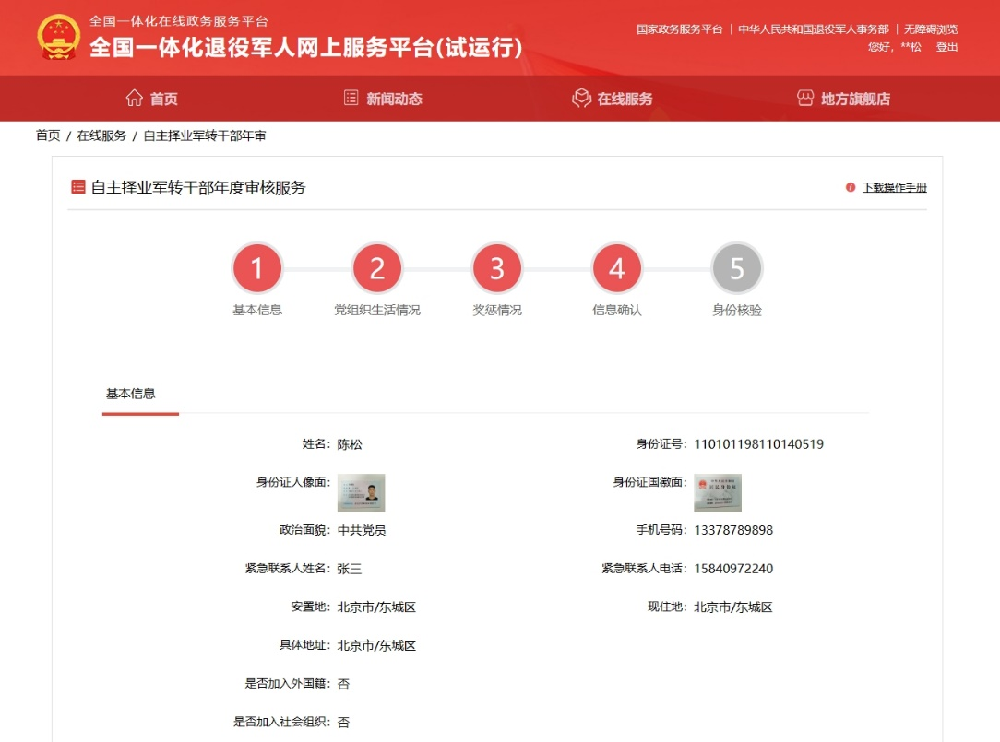 全国一体化在线政务服务平台
全国一体化退役军人网上服务平台(试运行)
国家政务服务平台 | 中华人民共和国退役军人事务部 | 无障碍浏览
您好, **松 登出
首页 新闻动态 在线服务 地方旗舰店
首页 / 在线服务 / 自主择业军转干部年审
自主择业军转干部年度审核服务 下载操作手册
1 2 3 4 5
基本信息 党组织生活情况 奖惩情况 信息确认 身份核验
基本信息
姓名: 陈松 身份证号: 110101198110140519
身份证人像面: 身份证国徽面:
政治面貌: 中共党员 手机号码: 13378789898
紧急联系人姓名: 张三 紧急联系人电话: 15840972240
安置地: 北京市/东城区 现住地: 北京市/东城区
具体地址: 北京市/东城区
是否加入外国籍: 否
是否加入社会组织: 否